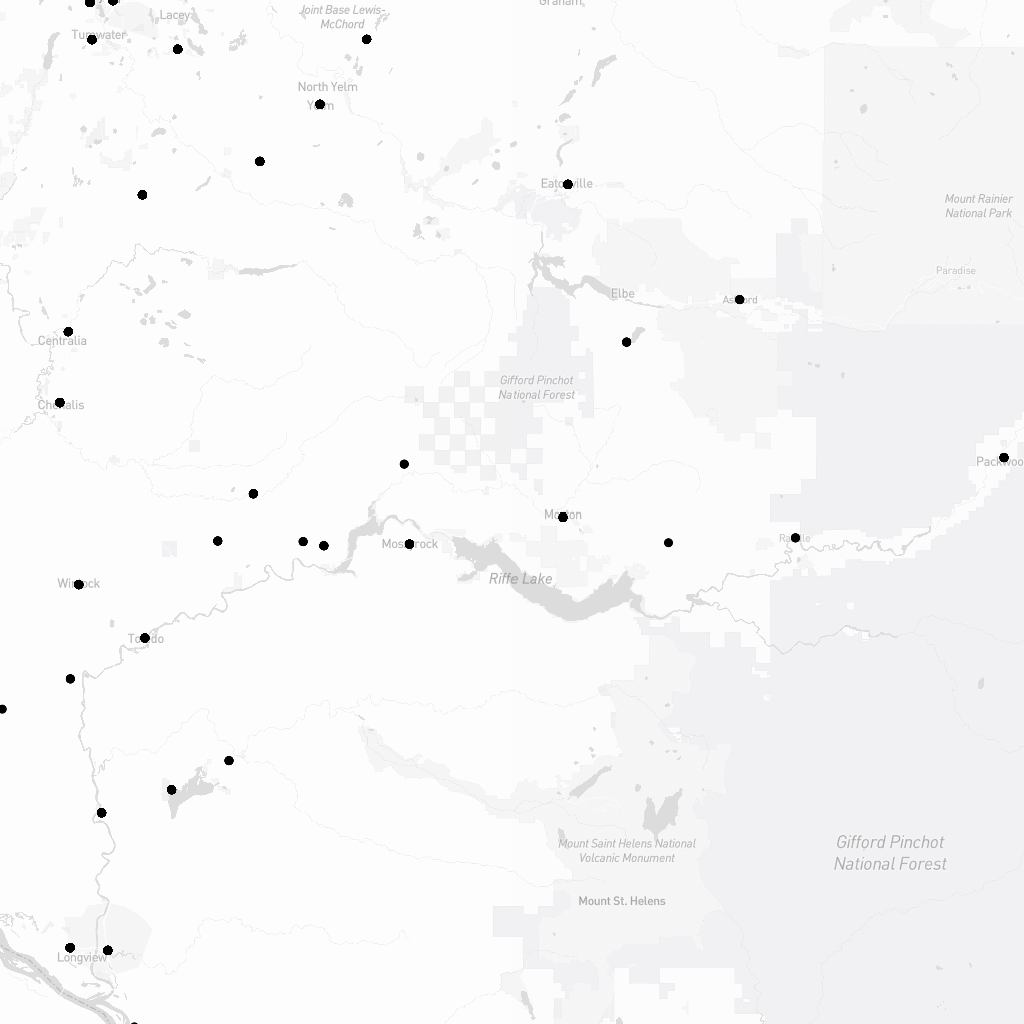 Graham,
Joint Base Lewis-
McChord
Lacey
Tumwater
North Yelm
Yelm
Eatonville
Mount Rainier
National Park
Paradise
Elbe
Ashford
Centralia
Gifford Pinchot
National Forest
Chehalis
Packwoo
Morton
Randle
Mossyrock
Riffe Lake
Winlock
Toledo
Mount Saint Helens National
Volcanic Monument
Gifford Pinchot
National Forest
Mount St. Helens
Longview